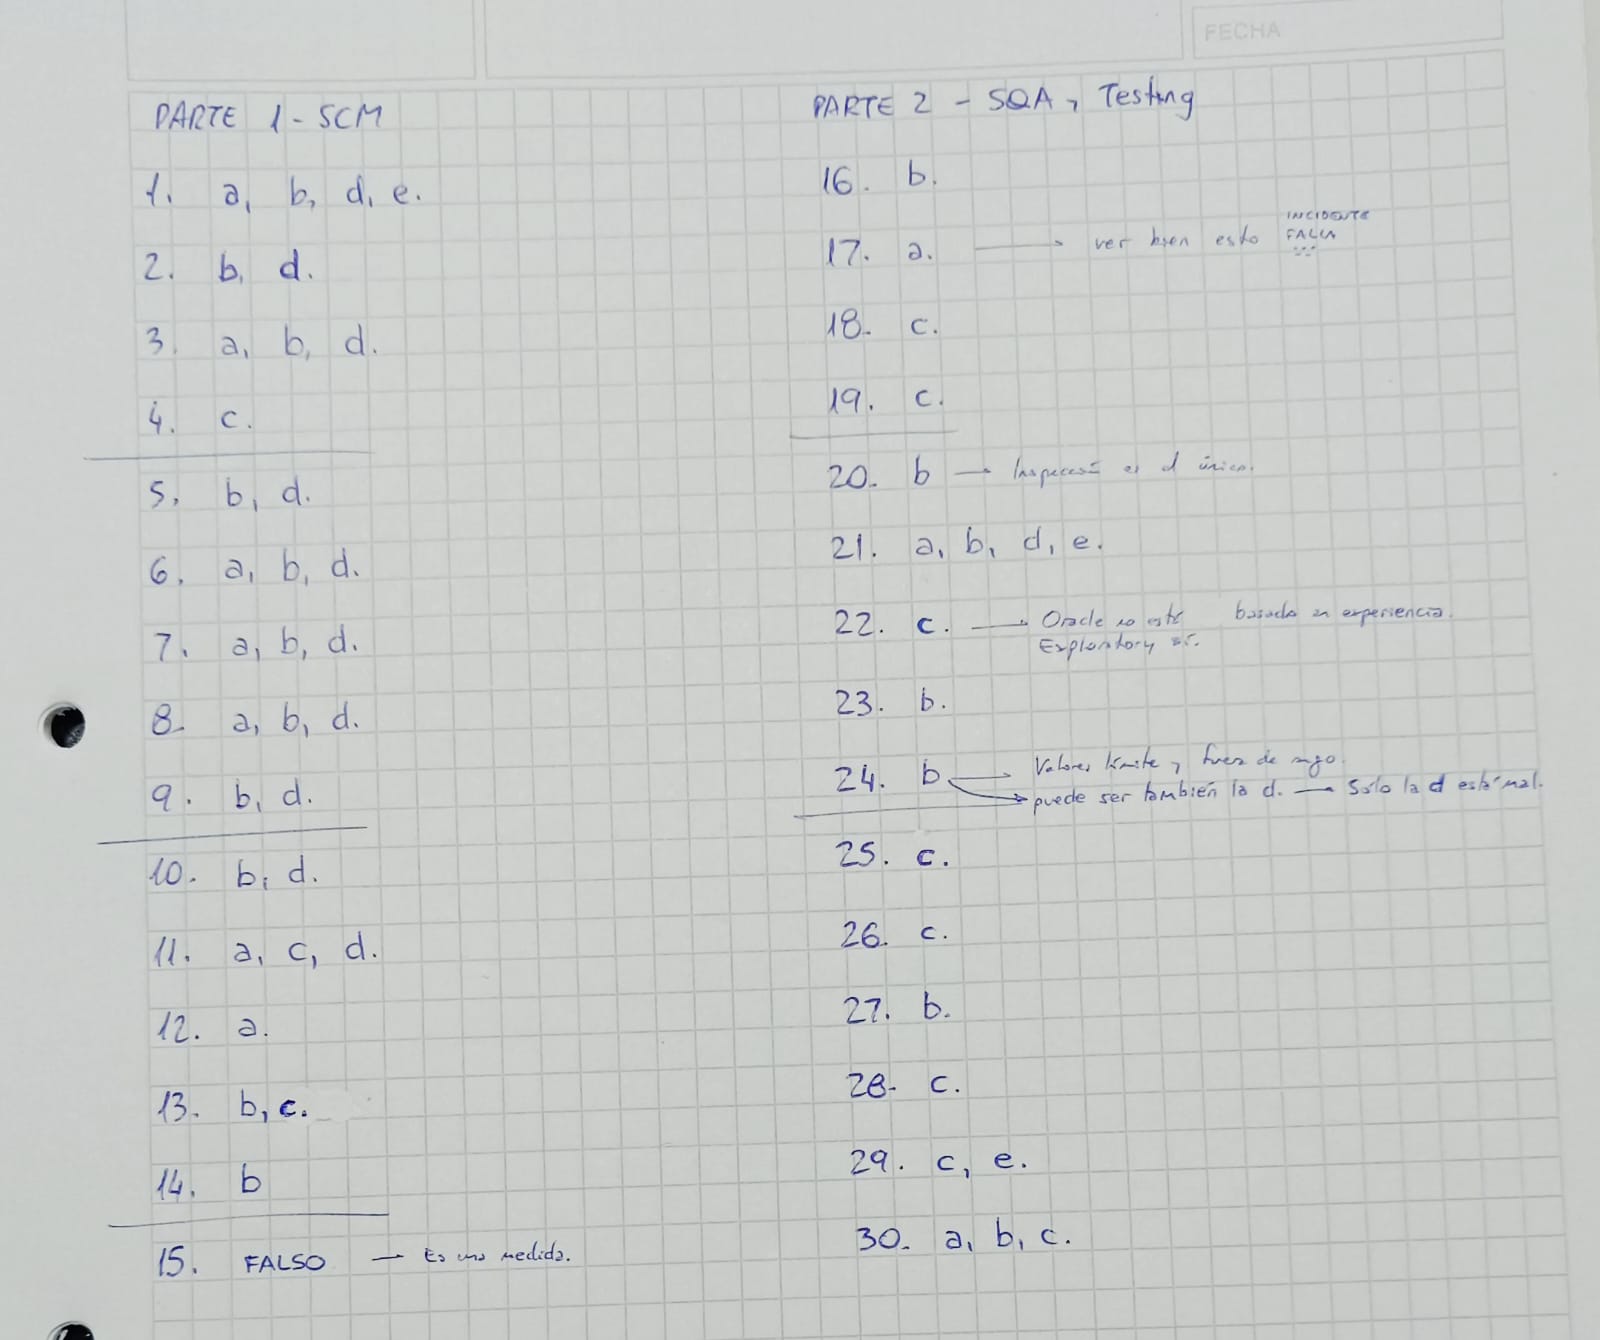 FECHA
PARTE 1 - SCM
1. a, b, d, e.
2. b, d.
3. a, b, d.
4. c.
5. b, d.
6. a, b, d.
7. a, b, d.
8. a, b, d.
9. b, d.
10. b, d.
11. a, c, d.
12. a.
13. b, c.
14. b
15. FALSO → Es una medida.
PARTE 2 - SQA y Testing
16. b.
17. a. → ver bien esto INCIDENTE
FALLA
...
18. c.
19. c.
20. b → Inspección es el único.
21. a, b, d, e.
22. c. → Oracle no está basado en experiencia.
Exploratory sí.
23. b.
24. b → Valores límite y fuera de rango.
→ puede ser también la d. → Solo la d está mal.
25. c.
26. c.
27. b.
28. c.
29. c, e.
30. a, b, c.